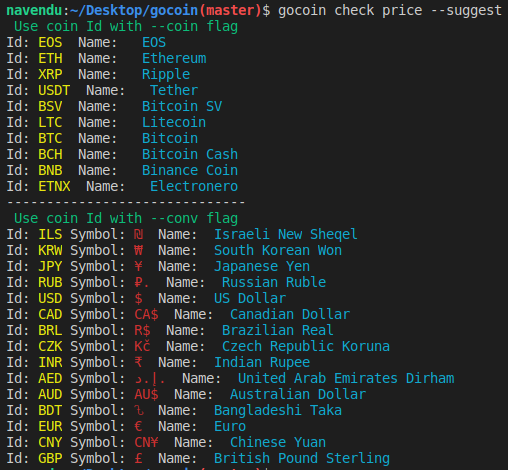 navendu:~/Desktop/gocoin(master)$ gocoin check price --suggest
Use coin Id with --coin flag
Id: EOS  Name:   EOS
Id: ETH  Name:   Ethereum
Id: XRP  Name:   Ripple
Id: USDT  Name:   Tether
Id: BSV  Name:   Bitcoin SV
Id: LTC  Name:   Litecoin
Id: BTC  Name:   Bitcoin
Id: BCH  Name:   Bitcoin Cash
Id: BNB  Name:   Binance Coin
Id: ETNX  Name:   Electronero
------------------------------
Use coin Id with --conv flag
Id: ILS Symbol: ₪  Name:  Israeli New Sheqel
Id: KRW Symbol: ₩  Name:  South Korean Won
Id: JPY Symbol: ¥  Name:  Japanese Yen
Id: RUB Symbol: ₽.  Name:  Russian Ruble
Id: USD Symbol: $  Name:  US Dollar
Id: CAD Symbol: CA$  Name:  Canadian Dollar
Id: BRL Symbol: R$  Name:  Brazilian Real
Id: CZK Symbol: Kč  Name:  Czech Republic Koruna
Id: INR Symbol: ₹  Name:  Indian Rupee
Id: AED Symbol: د.إ.  Name:  United Arab Emirates Dirham
Id: AUD Symbol: AU$  Name:  Australian Dollar
Id: BDT Symbol:  Name:  Bangladeshi Taka
Id: EUR Symbol: €  Name:  Euro
Id: CNY Symbol: CN¥  Name:  Chinese Yuan
Id: GBP Symbol: £  Name:  British Pound Sterling